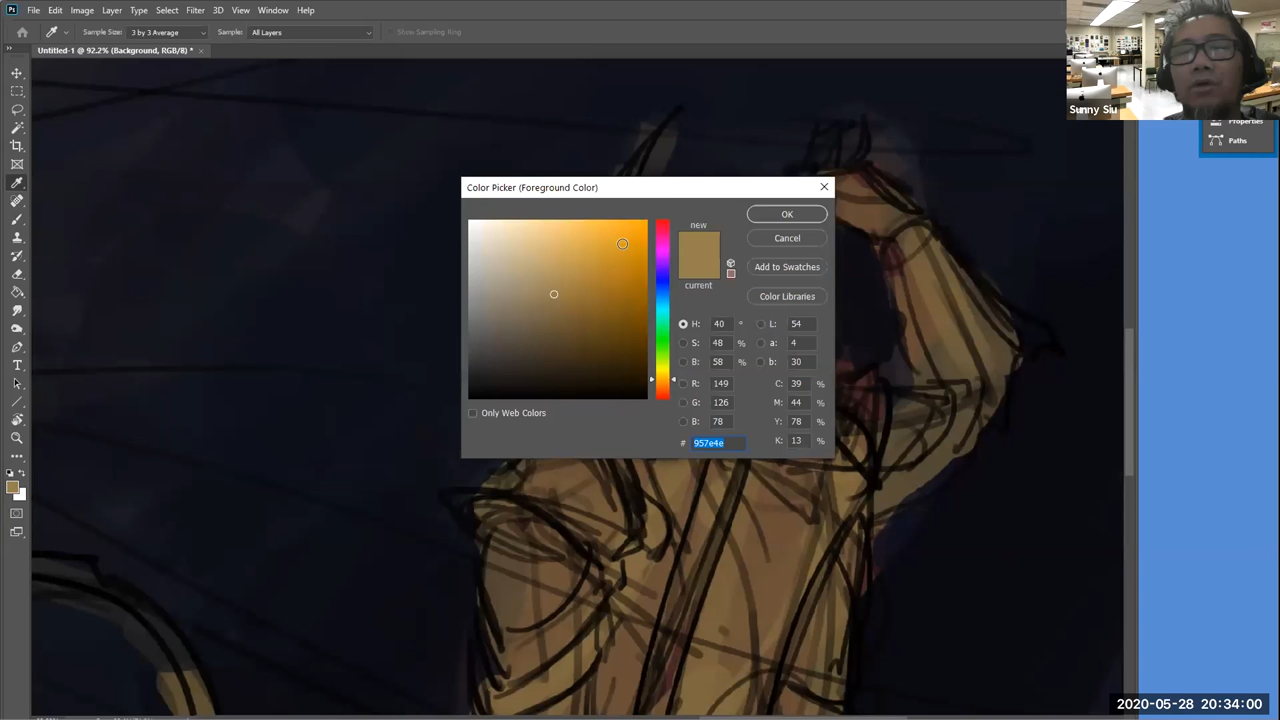 Ps File Edit Image Layer Type Select Filter 3D View Window Help
Sample Size: 3 by 3 Average Sample: All Layers Show Sampling Ring
Untitled-1 @ 92.2% (Background, RGB/8) * ×
Sunny Siu
Properties
Paths
Color Picker (Foreground Color)
new
current
OK
Cancel
Add to Swatches
Color Libraries
H: 40 ° L: 54
S: 48 % a: 4
B: 58 % b: 30
R: 149 C: 39 %
G: 126 M: 44 %
B: 78 Y: 78 %
# 957e4e K: 13 %
Only Web Colors
T
2020-05-28 20:34:00